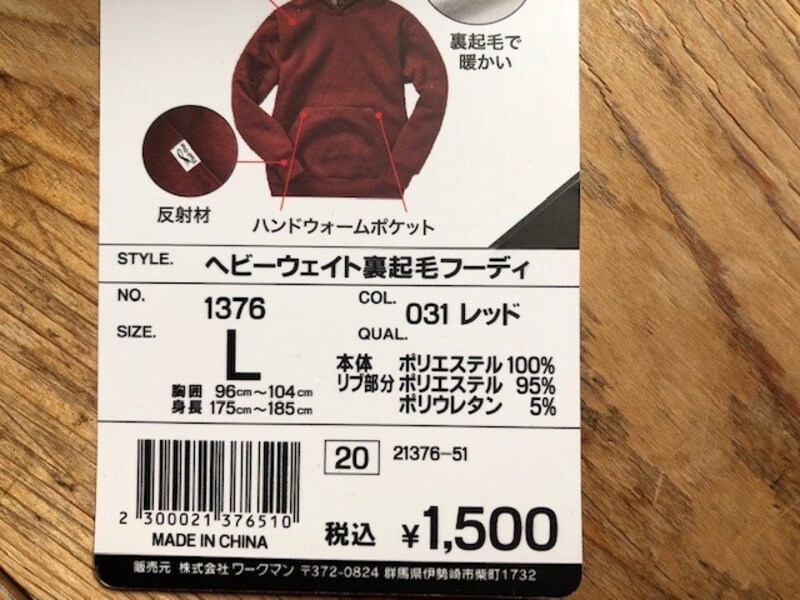 裏起毛で
暖かい
反射材
ハンドウォームポケット
STYLE. ヘビーウェイト裏起毛フーディ
NO. 1376
COL. 031 レッド
SIZE. L
胸囲 96cm〜104cm
身長 175cm〜185cm
QUAL.
本体 ポリエステル 100%
リブ部分 ポリエステル 95%
ポリウレタン 5%
20 21376-51
2 300021 376510
MADE IN CHINA
税込 ¥1,500
販売元 株式会社 ワークマン 〒372-0824 群馬県伊勢崎市柴町1732